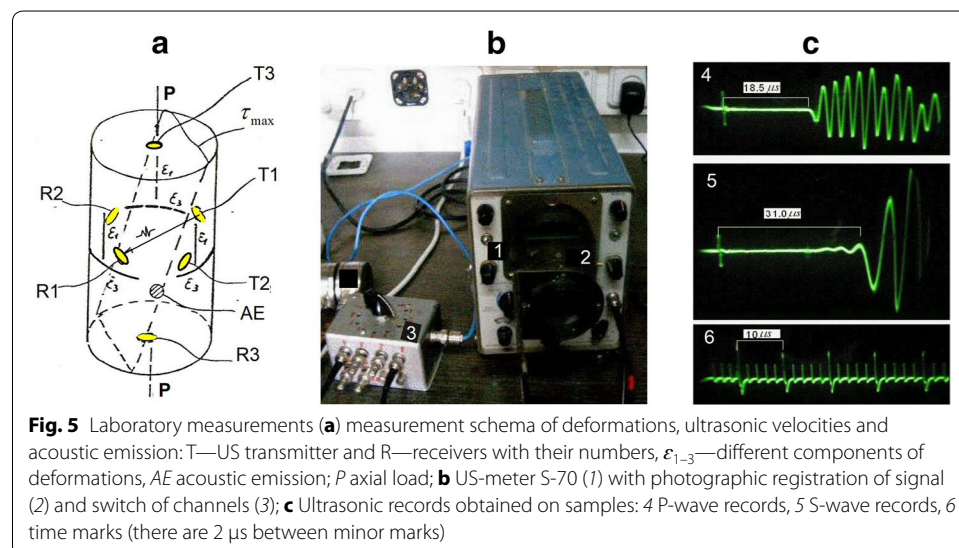 a
b
c
P
T3
τmax
ε1
T1
R2
ε3
ε1
ε1
R1
T2
ε3
ε3
AE
R3
P
1
2
3
4
18.5 μs
5
31.0 μs
6
10 μs
Fig. 5 Laboratory measurements (a) measurement schema of deformations, ultrasonic velocities and
acoustic emission: T—US transmitter and R—receivers with their numbers, ε1–3—different components of
deformations, AE acoustic emission; P axial load; b US-meter S-70 (1) with photographic registration of signal
(2) and switch of channels (3); c Ultrasonic records obtained on samples: 4 P-wave records, 5 S-wave records, 6
time marks (there are 2 μs between minor marks)